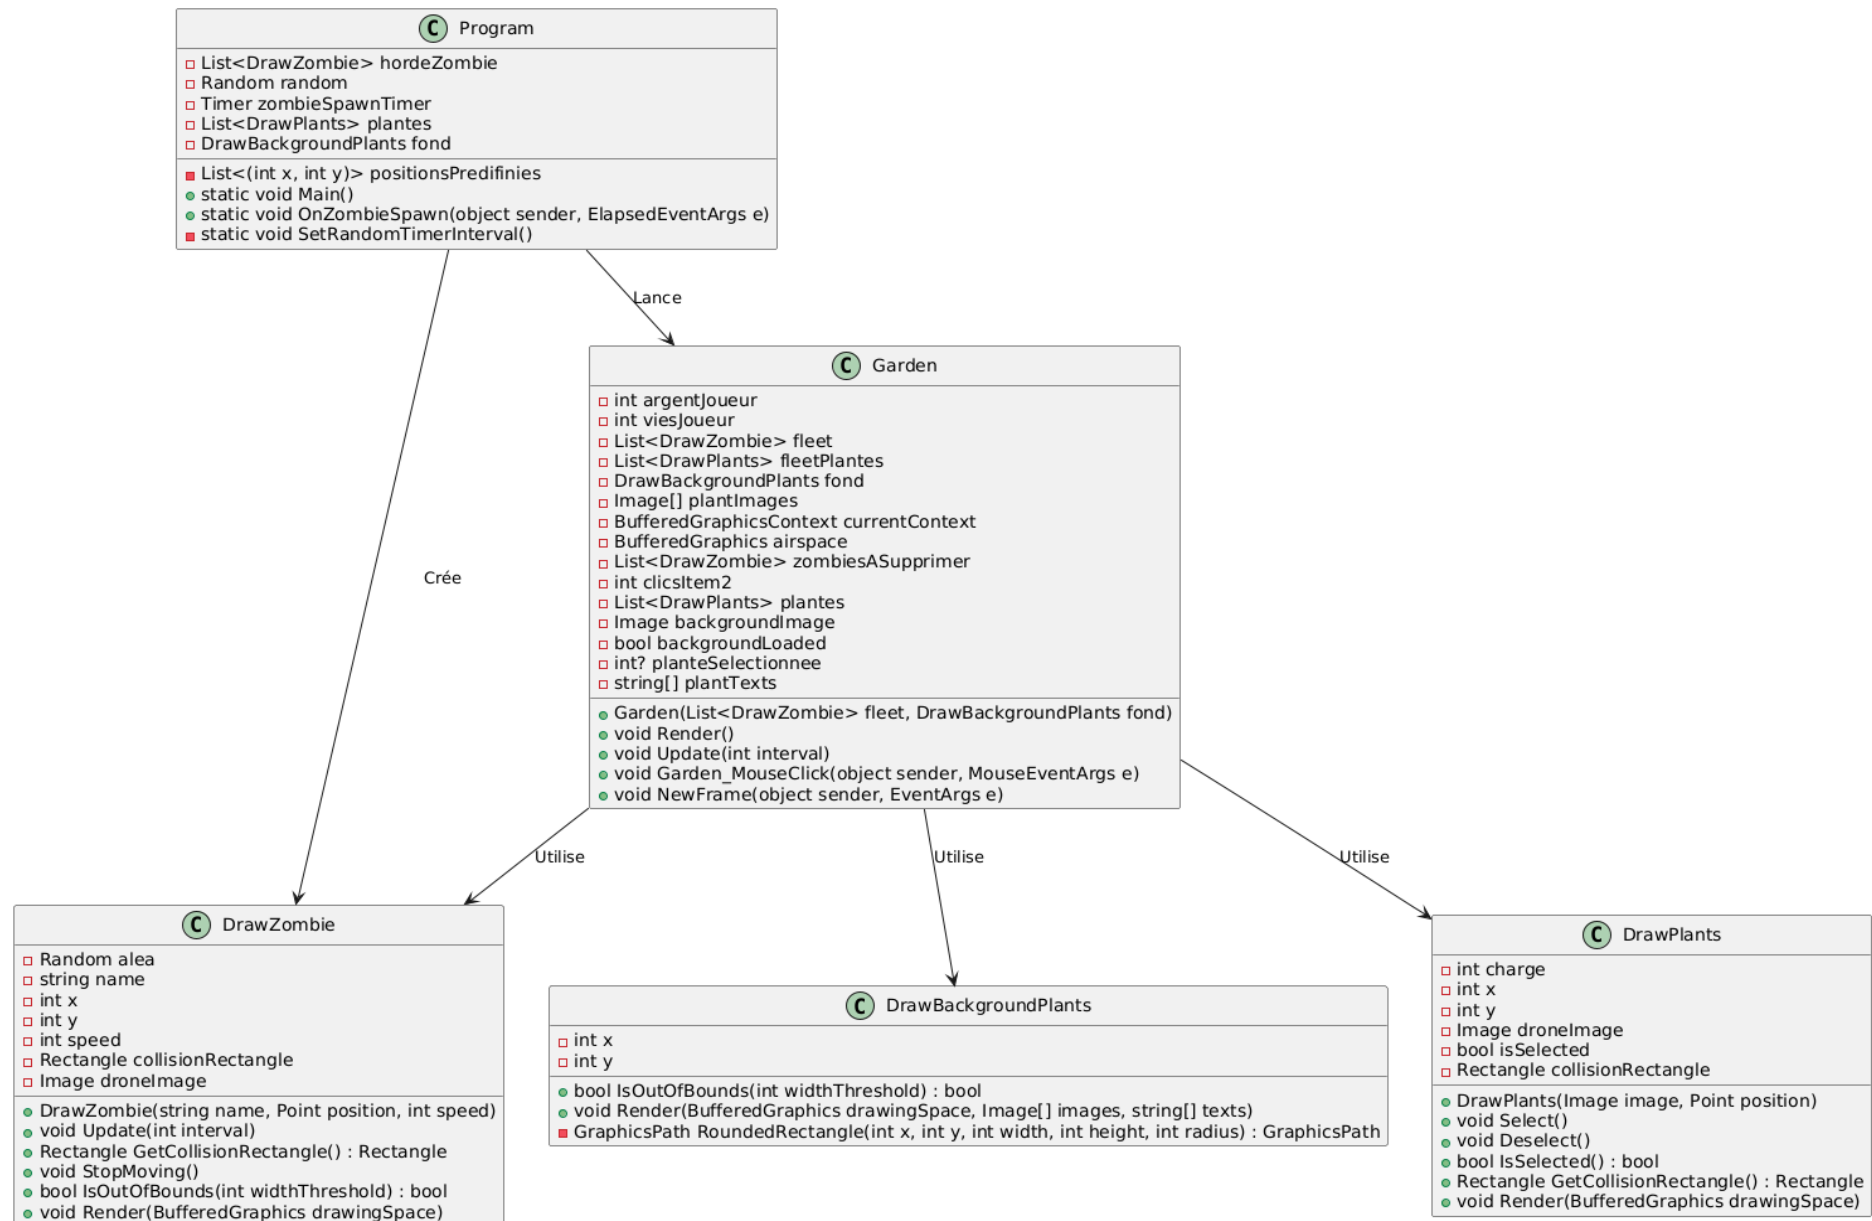 C Program
List<DrawZombie> hordeZombie
Random random
Timer zombieSpawnTimer
List<DrawPlants> plantes
DrawBackgroundPlants fond
List<(int x, int y)> positionsPredifinies
static void Main()
static void OnZombieSpawn(object sender, ElapsedEventArgs e)
static void SetRandomTimerInterval()
Lance
C Garden
int argentJoueur
int viesJoueur
List<DrawZombie> fleet
List<DrawPlants> fleetPlantes
DrawBackgroundPlants fond
Image[] plantImages
BufferedGraphicsContext currentContext
BufferedGraphics airspace
List<DrawZombie> zombiesASupprimer
int clicsItem2
List<DrawPlants> plantes
Image backgroundImage
bool backgroundLoaded
int? planteSelectionnee
string[] plantTexts
Garden(List<DrawZombie> fleet, DrawBackgroundPlants fond)
void Render()
void Update(int interval)
void Garden_MouseClick(object sender, MouseEventArgs e)
void NewFrame(object sender, EventArgs e)
Crée
Utilise
Utilise
Utilise
C DrawZombie
Random alea
string name
int x
int y
int speed
Rectangle collisionRectangle
Image droneImage
DrawZombie(string name, Point position, int speed)
void Update(int interval)
Rectangle GetCollisionRectangle() : Rectangle
void StopMoving()
bool IsOutOfBounds(int widthThreshold) : bool
void Render(BufferedGraphics drawingSpace)
C DrawBackgroundPlants
int x
int y
bool IsOutOfBounds(int widthThreshold) : bool
void Render(BufferedGraphics drawingSpace, Image[] images, string[] texts)
GraphicsPath RoundedRectangle(int x, int y, int width, int height, int radius) : GraphicsPath
C DrawPlants
int charge
int x
int y
Image droneImage
bool isSelected
Rectangle collisionRectangle
DrawPlants(Image image, Point position)
void Select()
void Deselect()
bool IsSelected() : bool
Rectangle GetCollisionRectangle() : Rectangle
void Render(BufferedGraphics drawingSpace)